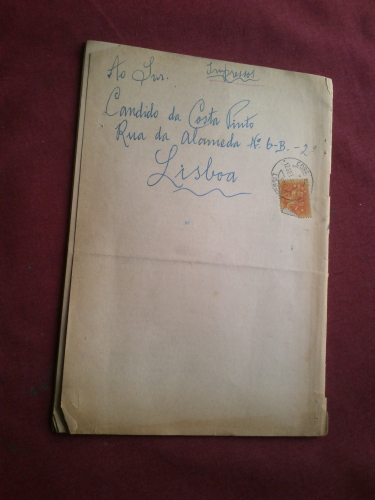 Ao Snr. Impressos
Candido da Costa Pinto
Rua da Alameda Nº 6-B.-2º
Lisboa